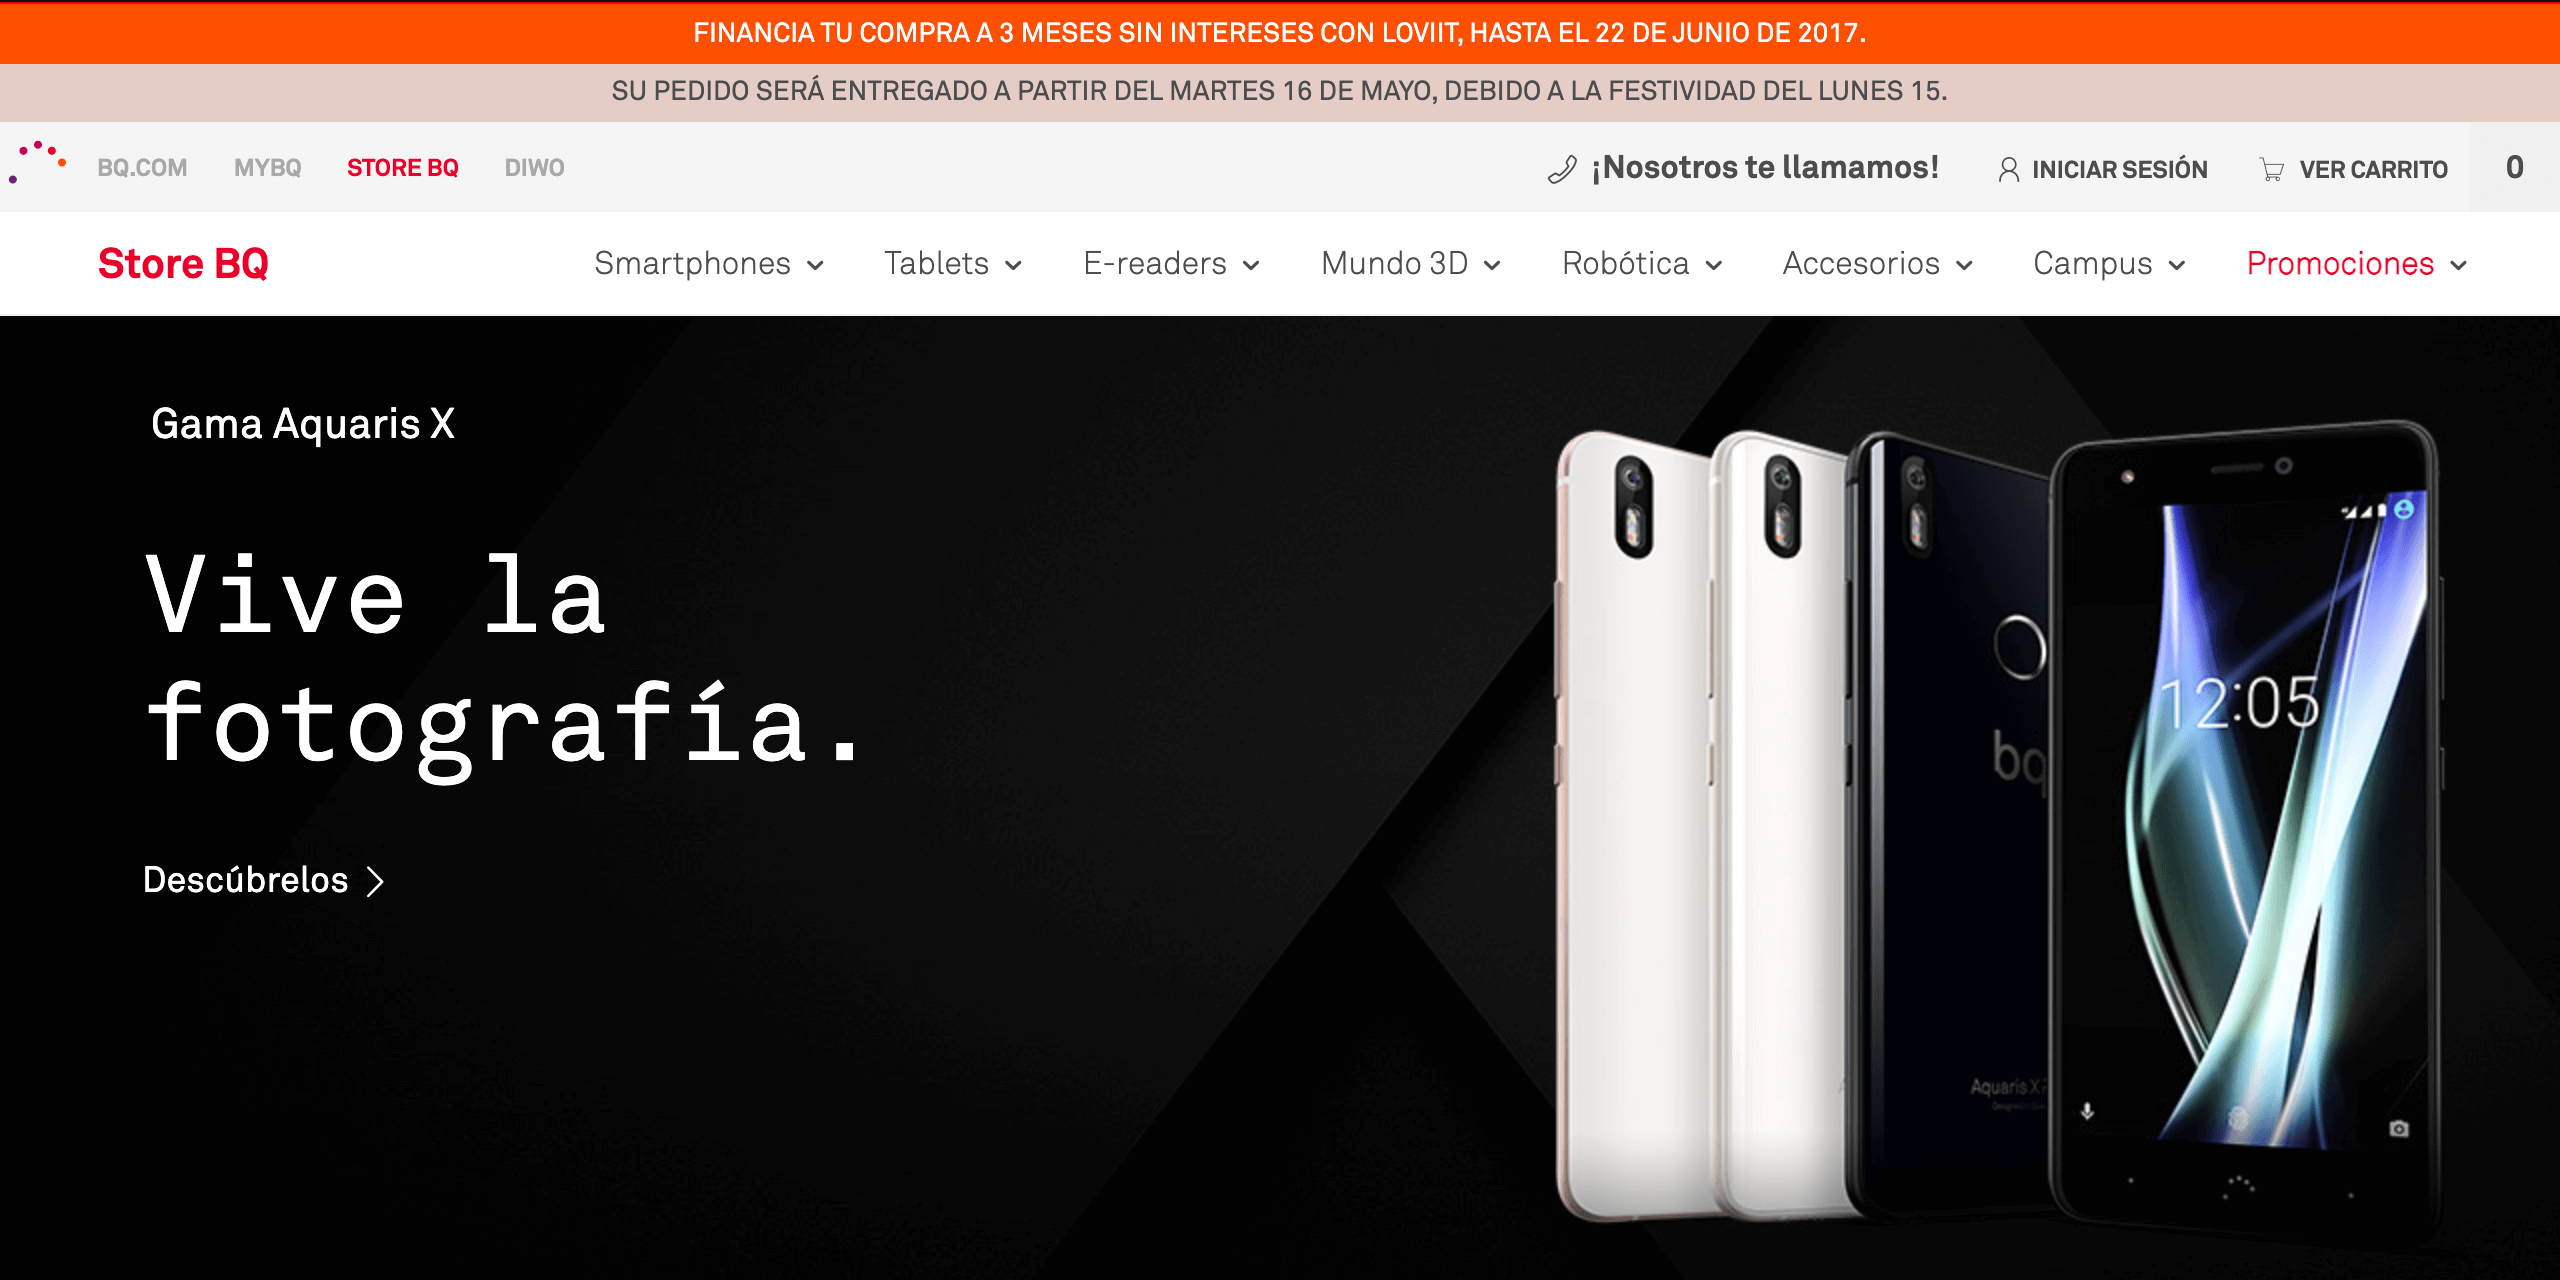 FINANCIA TU COMPRA A 3 MESES SIN INTERESES CON LOVIIT, HASTA EL 22 DE JUNIO DE 2017.
SU PEDIDO SERÁ ENTREGADO A PARTIR DEL MARTES 16 DE MAYO, DEBIDO A LA FESTIVIDAD DEL LUNES 15.
BQ.COM MYBQ STORE BQ DIWO ¡Nosotros te llamamos! INICIAR SESIÓN VER CARRITO 0
Store BQ Smartphones Tablets E-readers Mundo 3D Robótica Accesorios Campus Promociones
Gama Aquaris X
Vive la
fotografía.
Descúbrelos
12:05
bq
Aquaris X